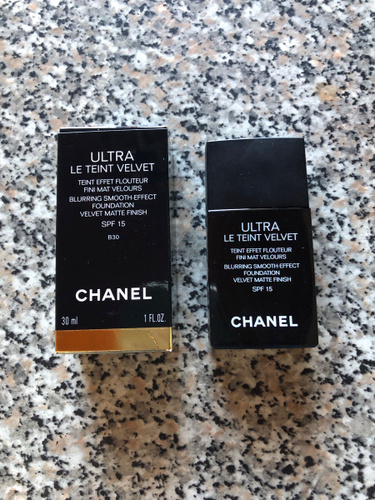 ULTRA
LE TEINT VELVET
TEINT EFFET FLOUTEUR
FINI MAT VELOURS
BLURRING SMOOTH EFFECT
FOUNDATION
VELVET MATTE FINISH
SPF 15
B30
CHANEL
30 ml 1 FL.OZ.
ULTRA
LE TEINT VELVET
TEINT EFFET FLOUTEUR
FINI MAT VELOURS
BLURRING SMOOTH EFFECT
FOUNDATION
VELVET MATTE FINISH
SPF 15
CHANEL